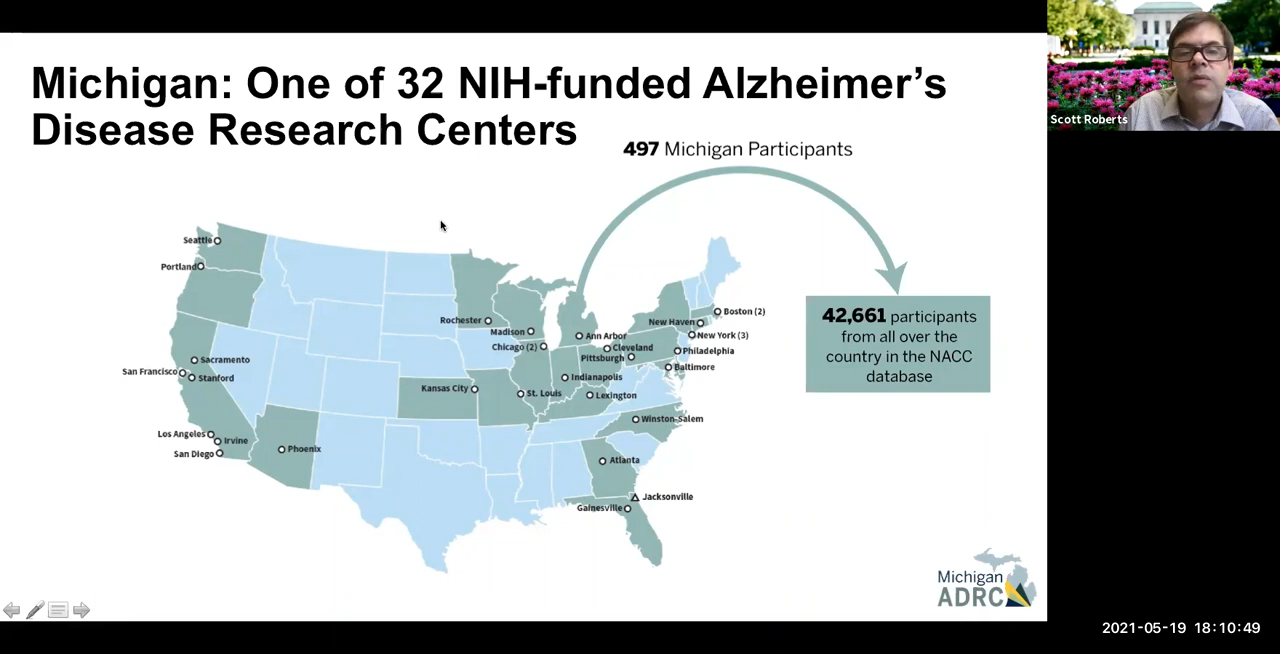 Michigan: One of 32 NIH-funded Alzheimer's
Disease Research Centers
Scott Roberts
497 Michigan Participants
Seattle
Portland
Rochester
Madison
Chicago (2)
Ann Arbor
Cleveland
Pittsburgh
New Haven
Boston (2)
New York (3)
Philadelphia
Baltimore
Sacramento
San Francisco
Stanford
Kansas City
St. Louis
Indianapolis
Lexington
Winston-Salem
Los Angeles
Irvine
San Diego
Phoenix
Atlanta
Jacksonville
Gainesville
42,661 participants
from all over the
country in the NACC
database
Michigan
ADRC
2021-05-19 18:10:49